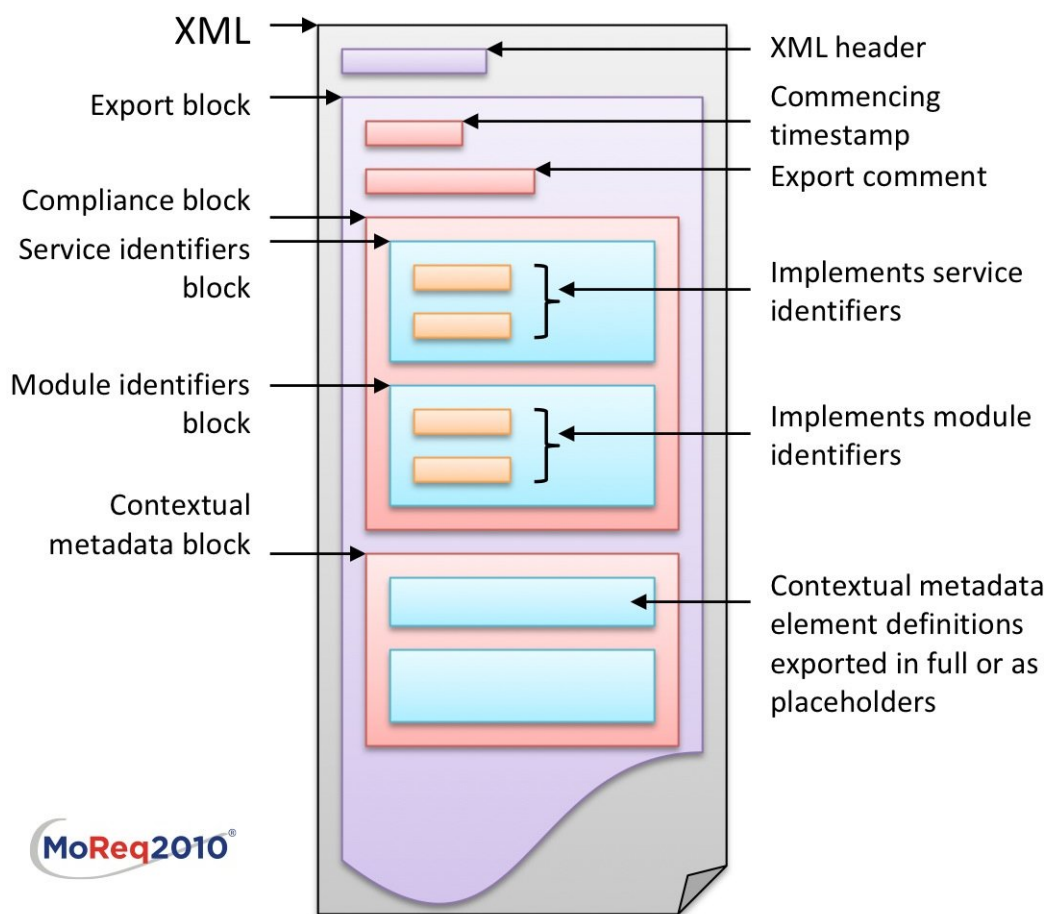 XML
XML header
Export block
Commencing
timestamp
Export comment
Compliance block
Service identifiers
block
Implements service
identifiers
Module identifiers
block
Implements module
identifiers
Contextual
metadata block
Contextual metadata
element definitions
exported in full or as
placeholders
MoReq2010®